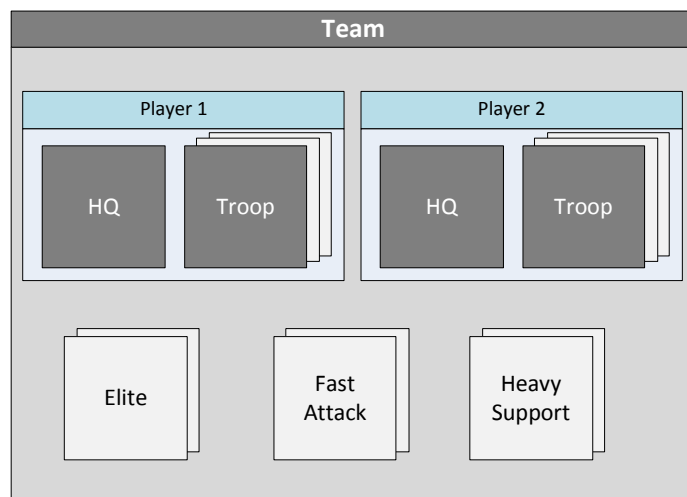 Team
Player 1
Player 2
HQ
Troop
HQ
Troop
Elite
Fast
Attack
Heavy
Support